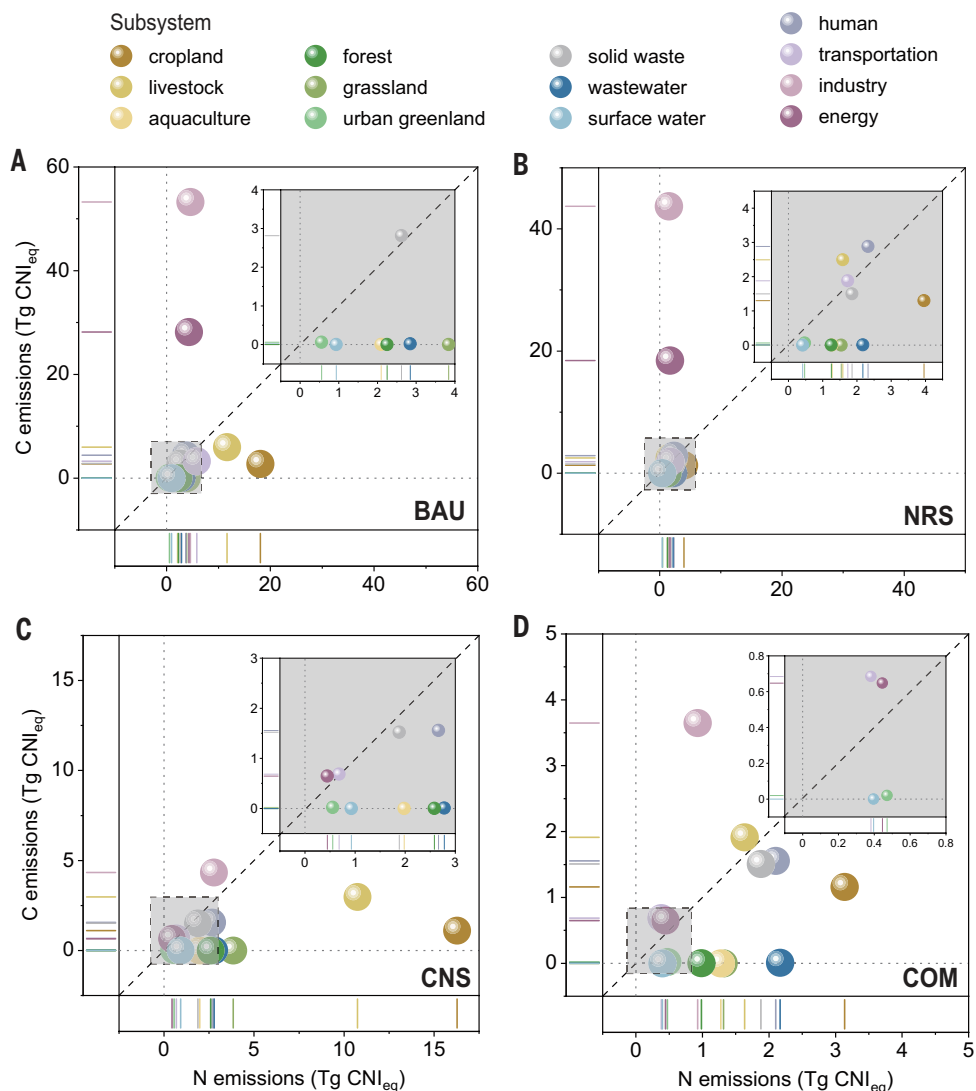 Subsystem
cropland
livestock
aquaculture
forest
grassland
urban greenland
solid waste
wastewater
surface water
human
transportation
industry
energy
A
C emissions (Tg CNIeq)
60
40
20
0
4
3
2
1
0
0 1 2 3 4
BAU
0 20 40 60
B
40
20
0
4
3
2
1
0
0 1 2 3 4
NRS
0 20 40
C
C emissions (Tg CNIeq)
15
10
5
0
3
2
1
0
0 1 2 3
CNS
0 5 10 15
N emissions (Tg CNIeq)
D
5
4
3
2
1
0
0.8
0.6
0.4
0.2
0
0 0.2 0.4 0.6 0.8
COM
0 1 2 3 4 5
N emissions (Tg CNIeq)